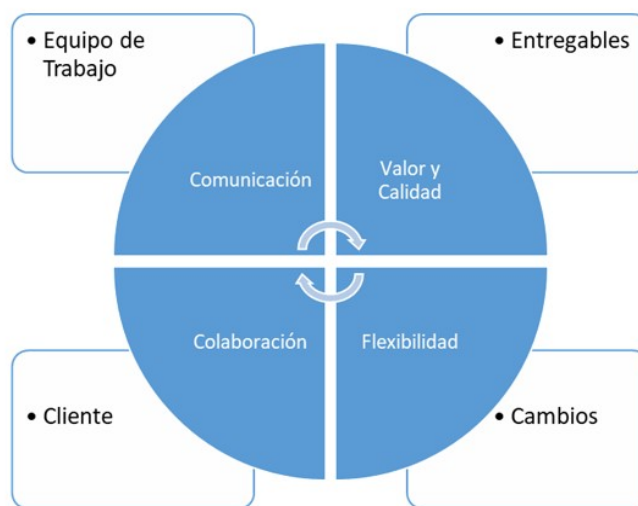 • Equipo de
Trabajo
• Entregables
Comunicación
Valor y
Calidad
Colaboración
Flexibilidad
• Cliente
• Cambios